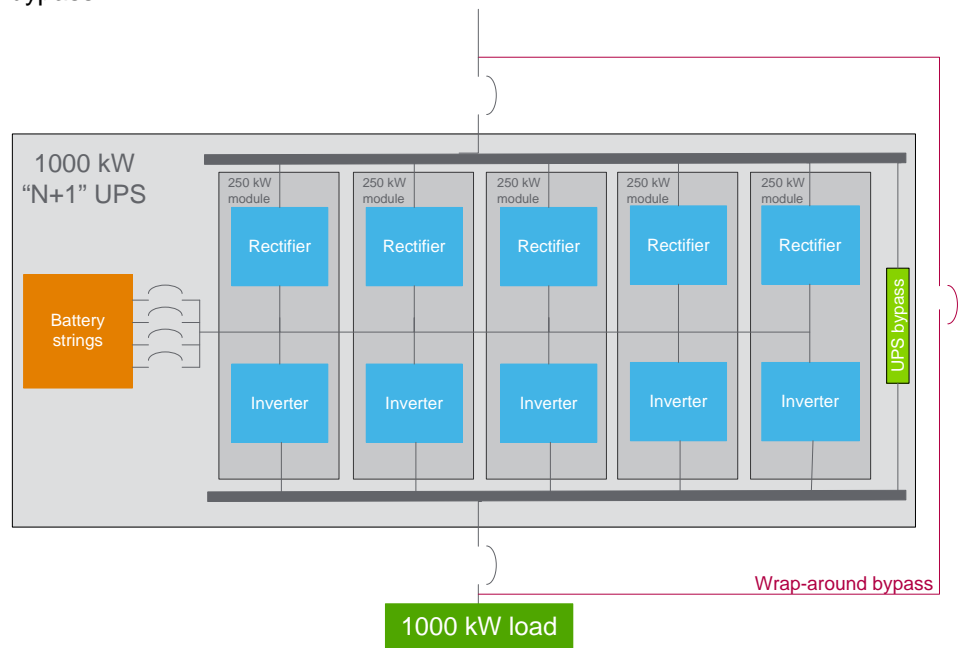 1000 kW
“N+1” UPS
250 kW
module
250 kW
module
250 kW
module
250 kW
module
250 kW
module
Rectifier
Rectifier
Rectifier
Rectifier
Rectifier
Battery
strings
UPS bypass
Inverter
Inverter
Inverter
Inverter
Inverter
Wrap-around bypass
1000 kW load